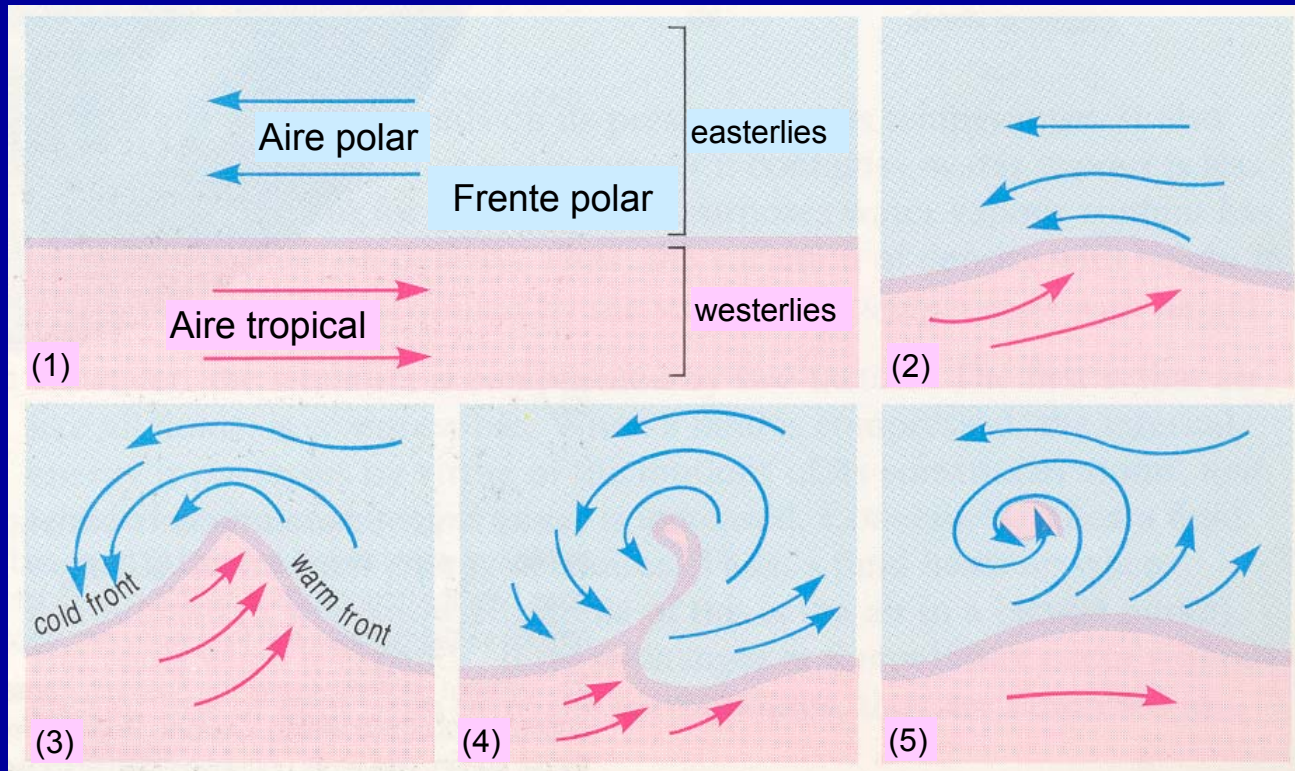 Aire polar
easterlies
Frente polar
Aire tropical
westerlies
(1)
(2)
cold front
warm front
(3)
(4)
(5)